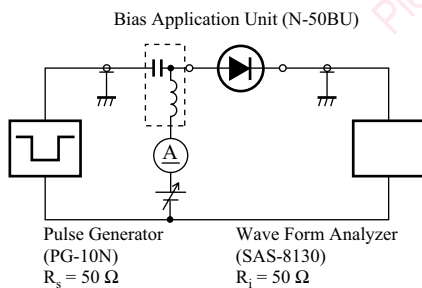 Bias Application Unit (N-50BU)
A
Pulse Generator
(PG-10N)
Rs = 50 Ω
Wave Form Analyzer
(SAS-8130)
Ri = 50 Ω